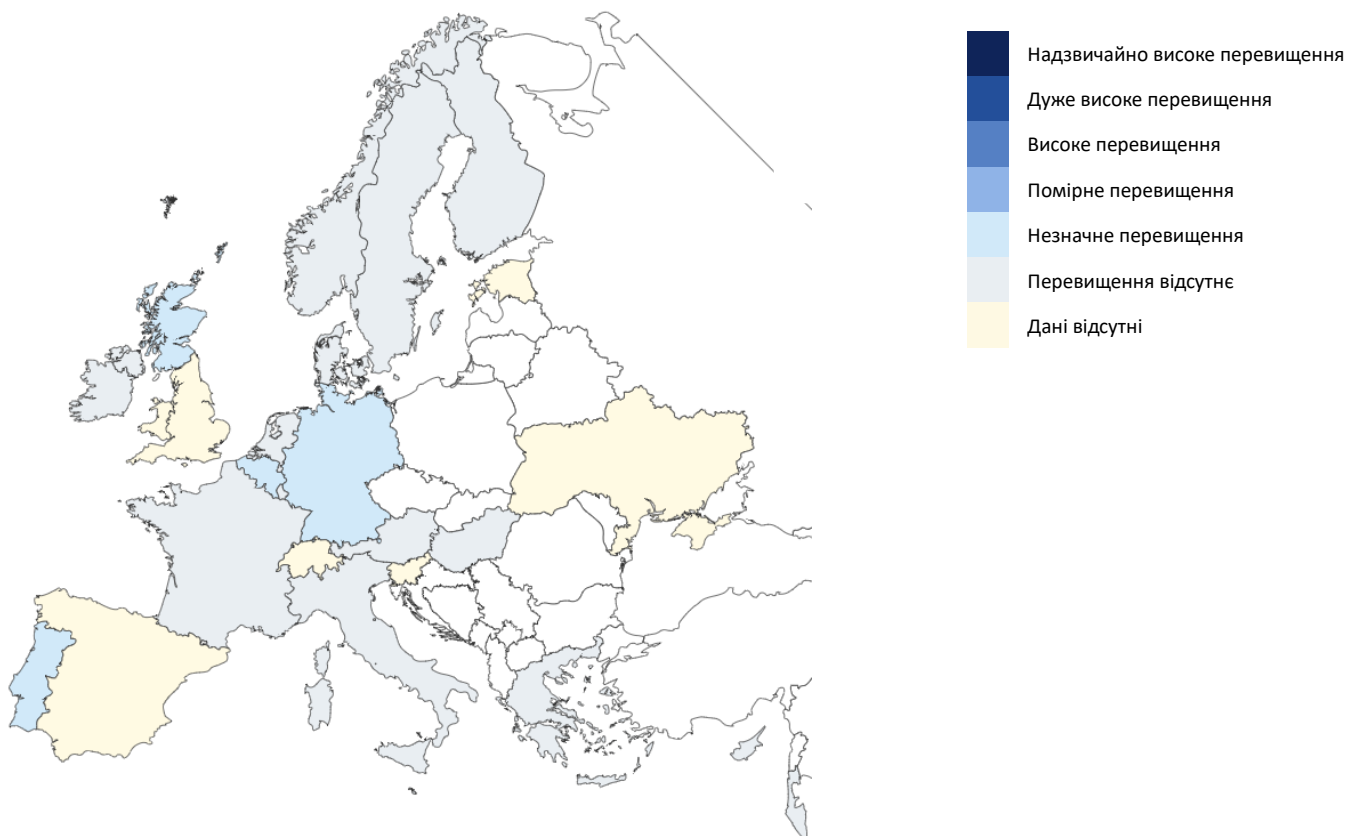 Надзвичайно високе перевищення
Дуже високе перевищення
Високе перевищення
Помірне перевищення
Незначне перевищення
Перевищення відсутнє
Дані відсутні